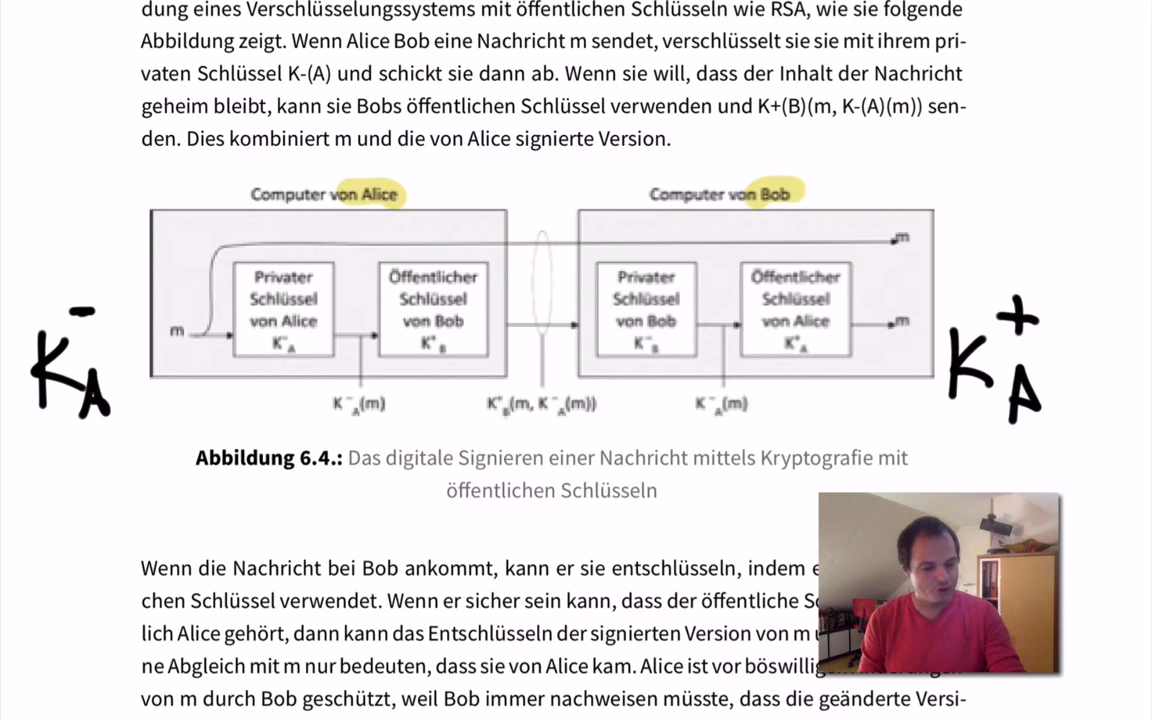 dung eines Verschlüsselungssystems mit öffentlichen Schlüsseln wie RSA, wie sie folgende
Abbildung zeigt. Wenn Alice Bob eine Nachricht m sendet, verschlüsselt sie sie mit ihrem pri-
vaten Schlüssel K-(A) und schickt sie dann ab. Wenn sie will, dass der Inhalt der Nachricht
geheim bleibt, kann sie Bobs öffentlichen Schlüssel verwenden und K+(B)(m, K-(A)(m)) sen-
den. Dies kombiniert m und die von Alice signierte Version.
Computer von Alice
Computer von Bob
m
Privater
Schlüssel
von Alice
K⁻A
Öffentlicher
Schlüssel
von Bob
K⁺B
Privater
Schlüssel
von Bob
K⁻B
Öffentlicher
Schlüssel
von Alice
K⁺A
m
m
K⁻A
K⁺A
K⁻A(m)
K⁺B(m, K⁻A(m))
K⁻A(m)
Abbildung 6.4.: Das digitale Signieren einer Nachricht mittels Kryptografie mit
öffentlichen Schlüsseln
Wenn die Nachricht bei Bob ankommt, kann er sie entschlüsseln, indem
chen Schlüssel verwendet. Wenn er sicher sein kann, dass der öffentliche
lich Alice gehört, dann kann das Entschlüsseln der signierten Version von m
ne Abgleich mit m nur bedeuten, dass sie von Alice kam. Alice ist vor
von m durch Bob geschützt, weil Bob immer nachweisen müsste, dass die geänderte Versi-